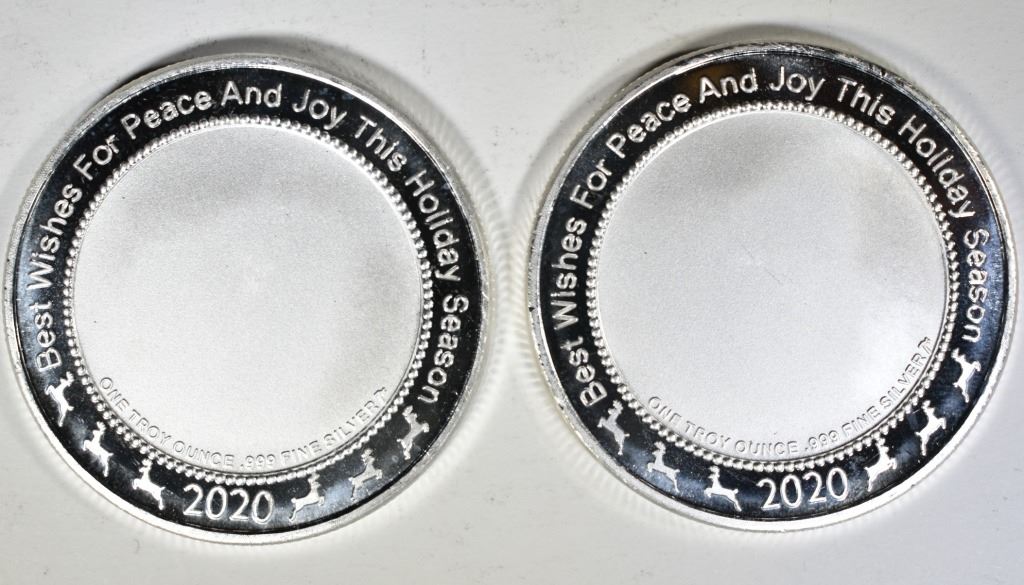 Best Wishes For Peace And Joy This Holiday Season
ONE TROY OUNCE .999 FINE SILVER
2020
Best Wishes For Peace And Joy This Holiday Season
ONE TROY OUNCE .999 FINE SILVER
2020